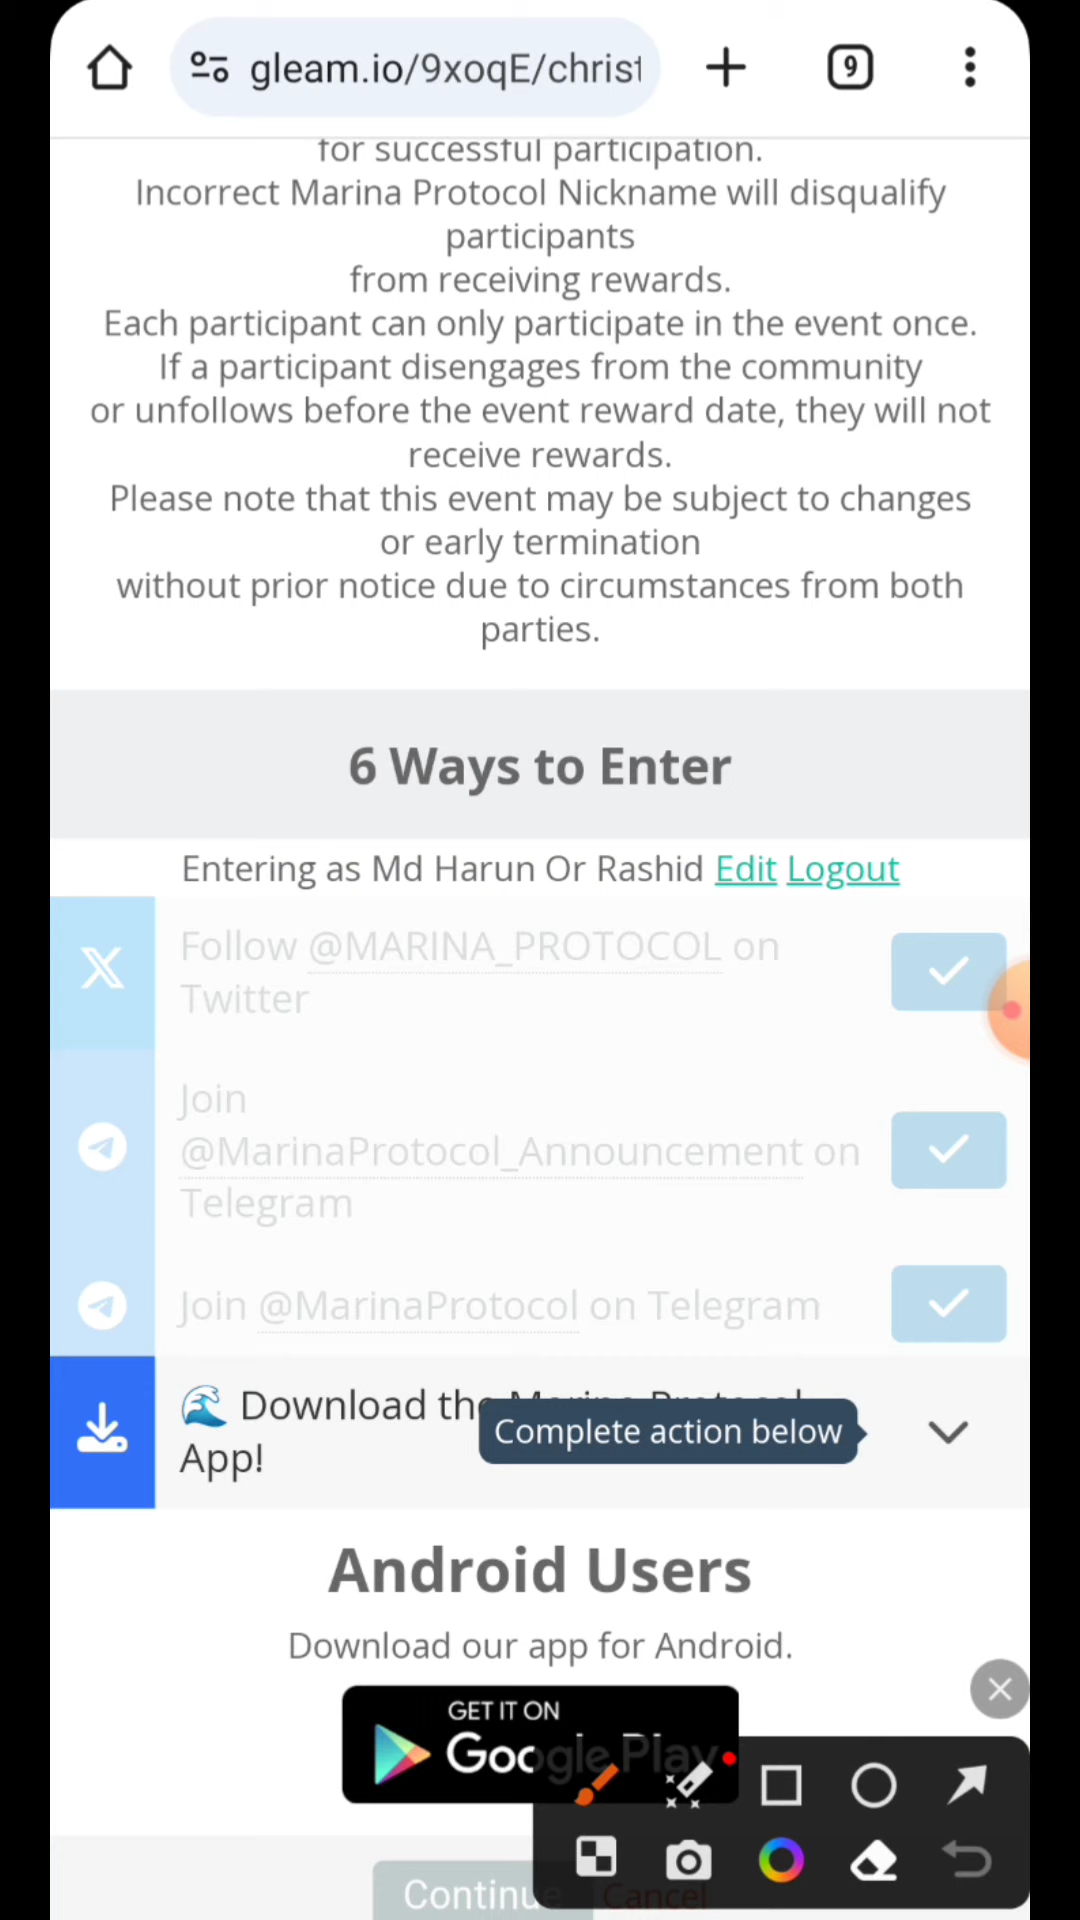 gleam.io/9xoqE/christ
9
for successful participation.
Incorrect Marina Protocol Nickname will disqualify
participants
from receiving rewards.
Each participant can only participate in the event once.
If a participant disengages from the community
or unfollows before the event reward date, they will not
receive rewards.
Please note that this event may be subject to changes
or early termination
without prior notice due to circumstances from both
parties.
6 Ways to Enter
Entering as Md Harun Or Rashid Edit Logout
Follow @MARINA_PROTOCOL on
Twitter
Join
@MarinaProtocol_Announcement on
Telegram
Join @MarinaProtocol on Telegram
🌊 Download the Marina Protocol
App!
Complete action below
Android Users
Download our app for Android.
GET IT ON
Google Play
Continue Cancel